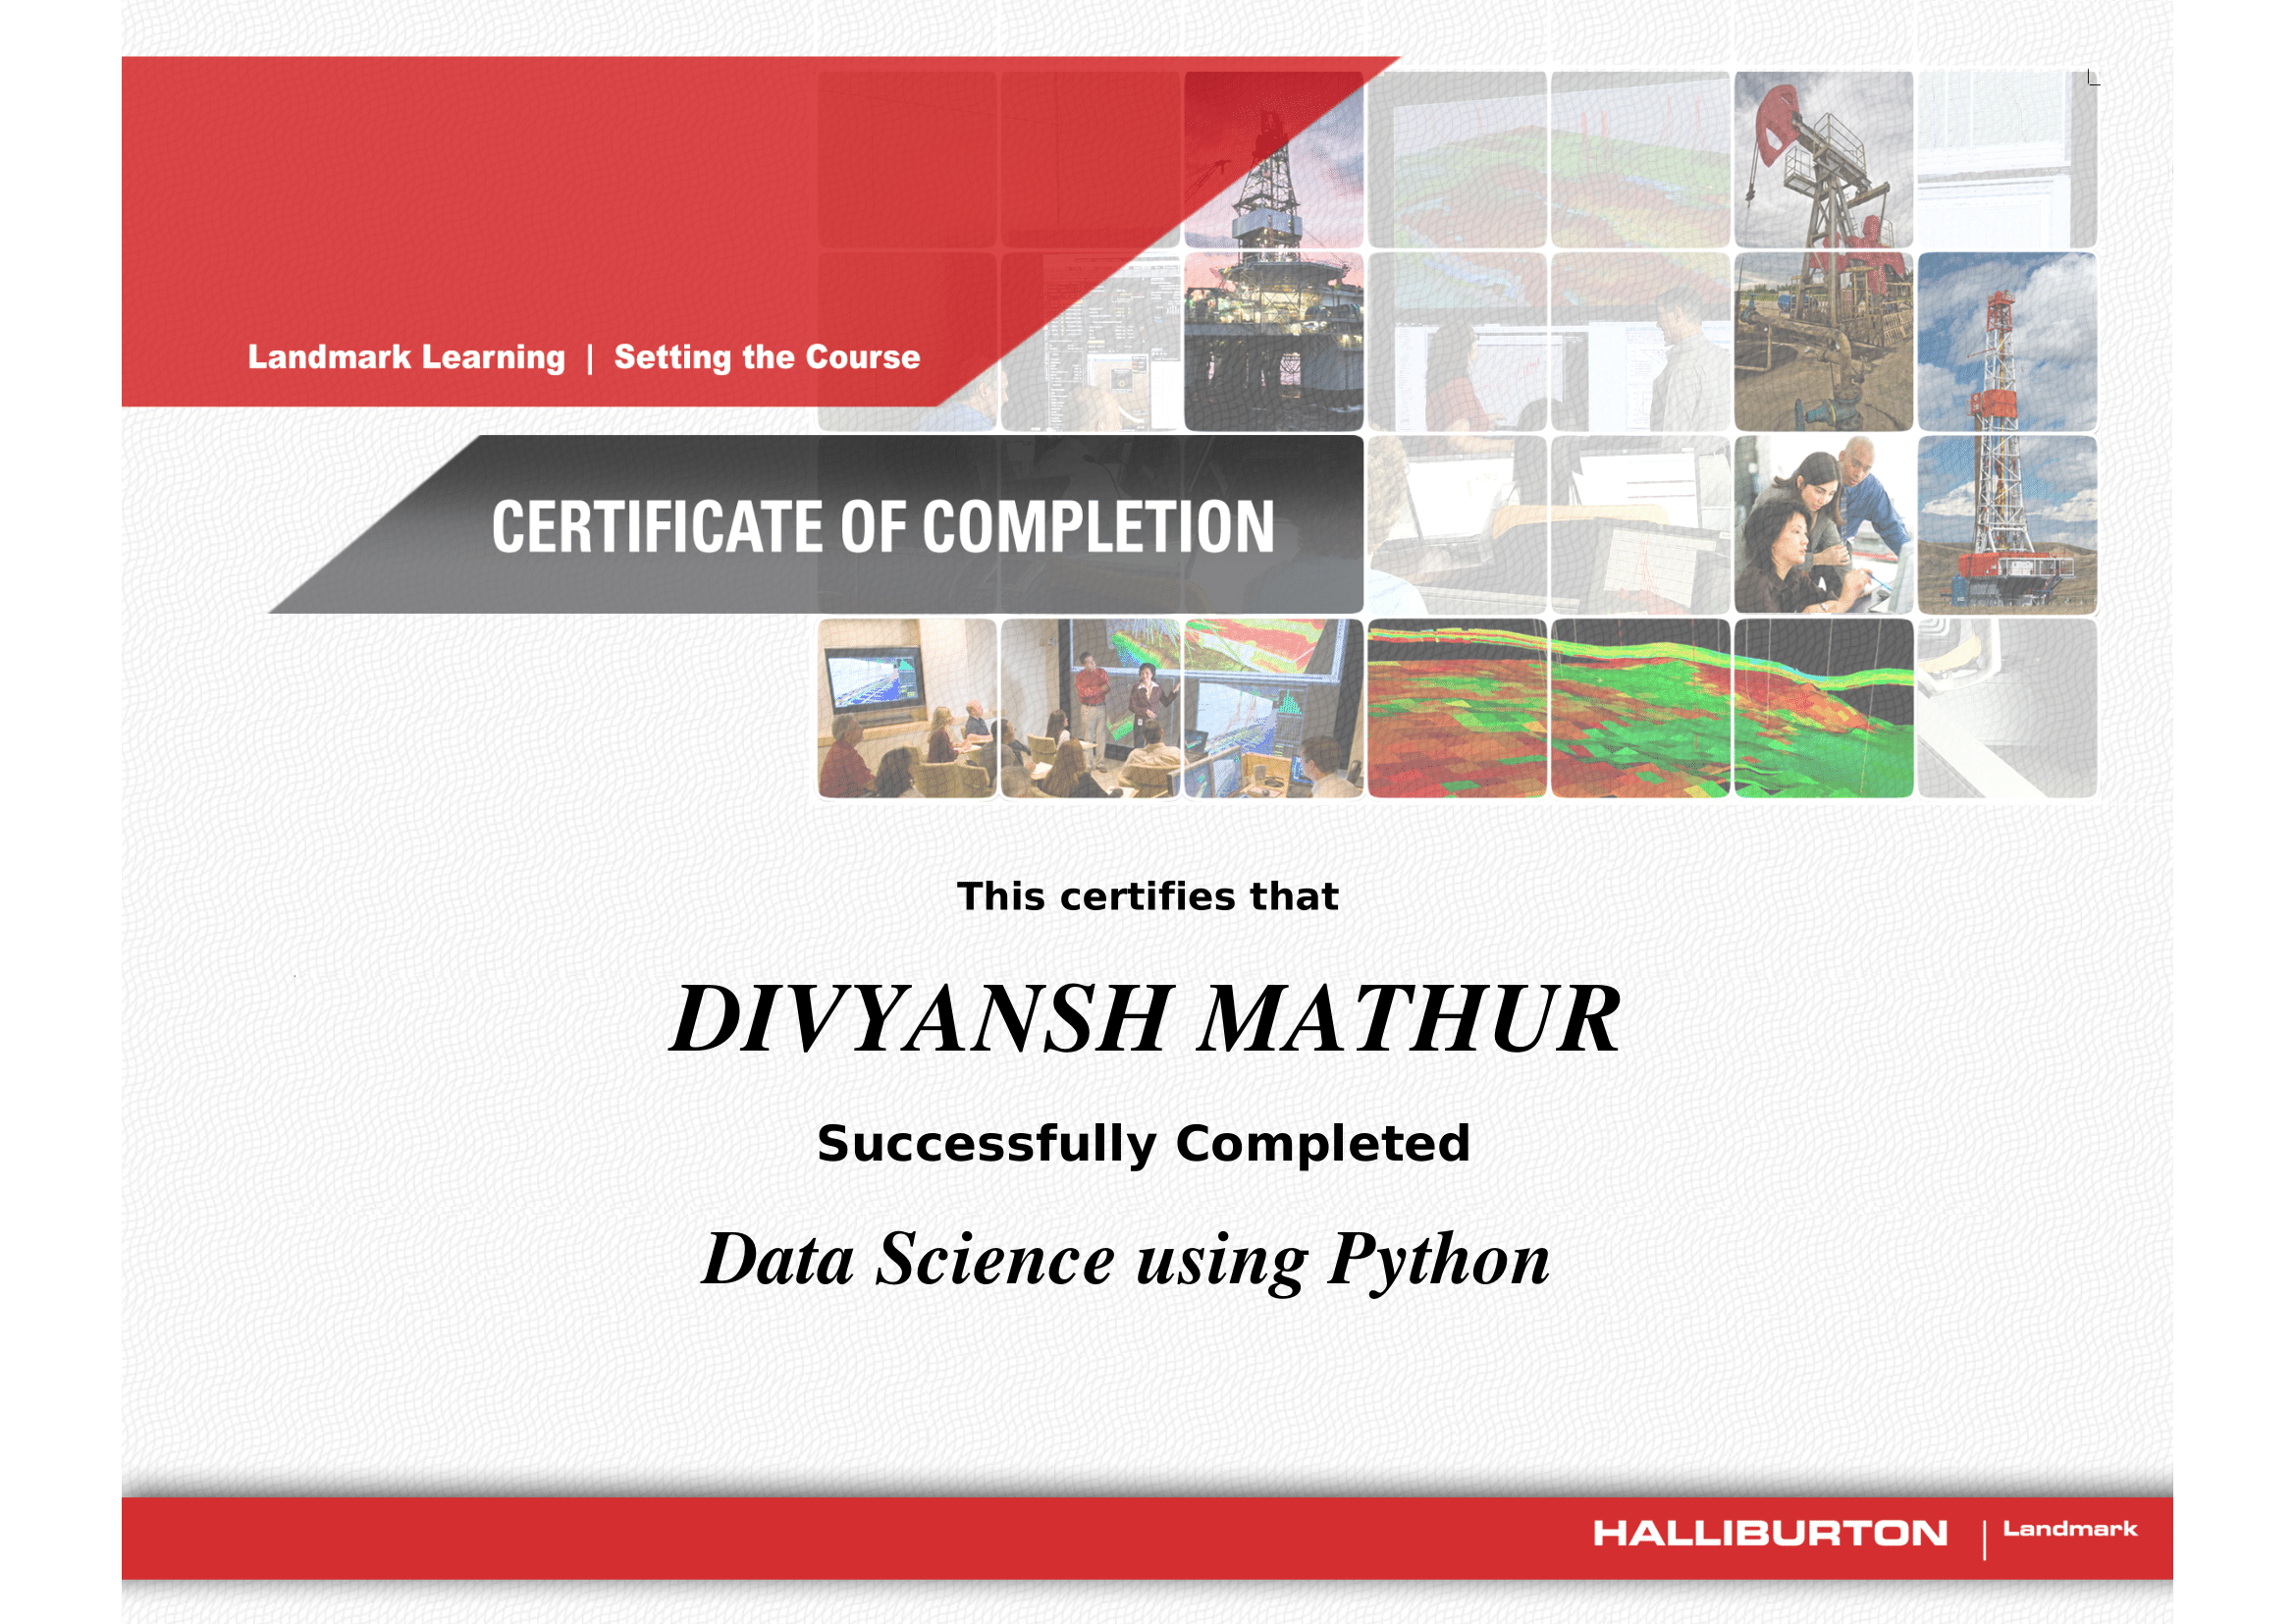 Landmark Learning | Setting the Course
CERTIFICATE OF COMPLETION
This certifies that
DIVYANSH MATHUR
Successfully Completed
Data Science using Python
HALLIBURTON | Landmark